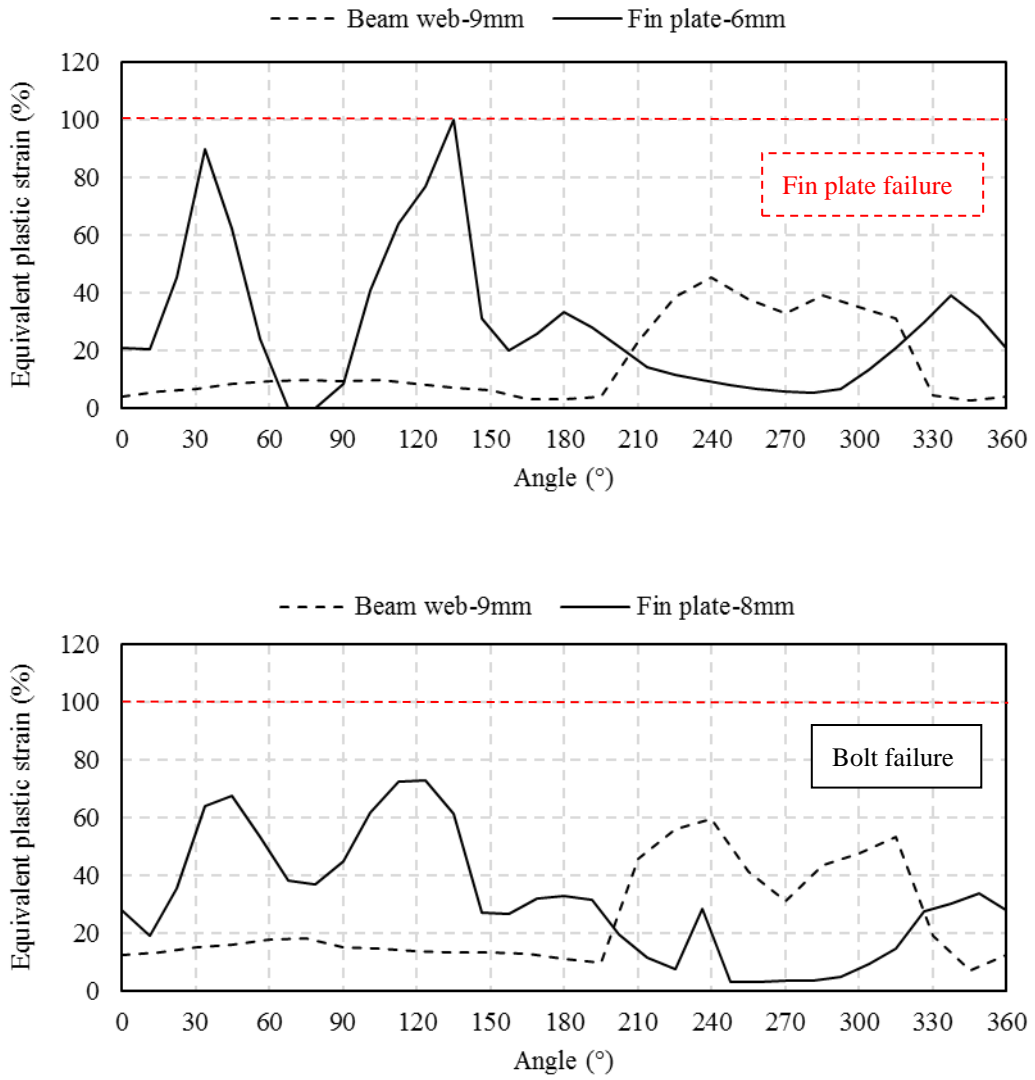 Beam web-9mm Fin plate-6mm
Equivalent plastic strain (%)
120
100
80
60
40
20
0
Fin plate failure
0 30 60 90 120 150 180 210 240 270 300 330 360
Angle (°)
Beam web-9mm Fin plate-8mm
Equivalent plastic strain (%)
120
100
80
60
40
20
0
Bolt failure
0 30 60 90 120 150 180 210 240 270 300 330 360
Angle (°)